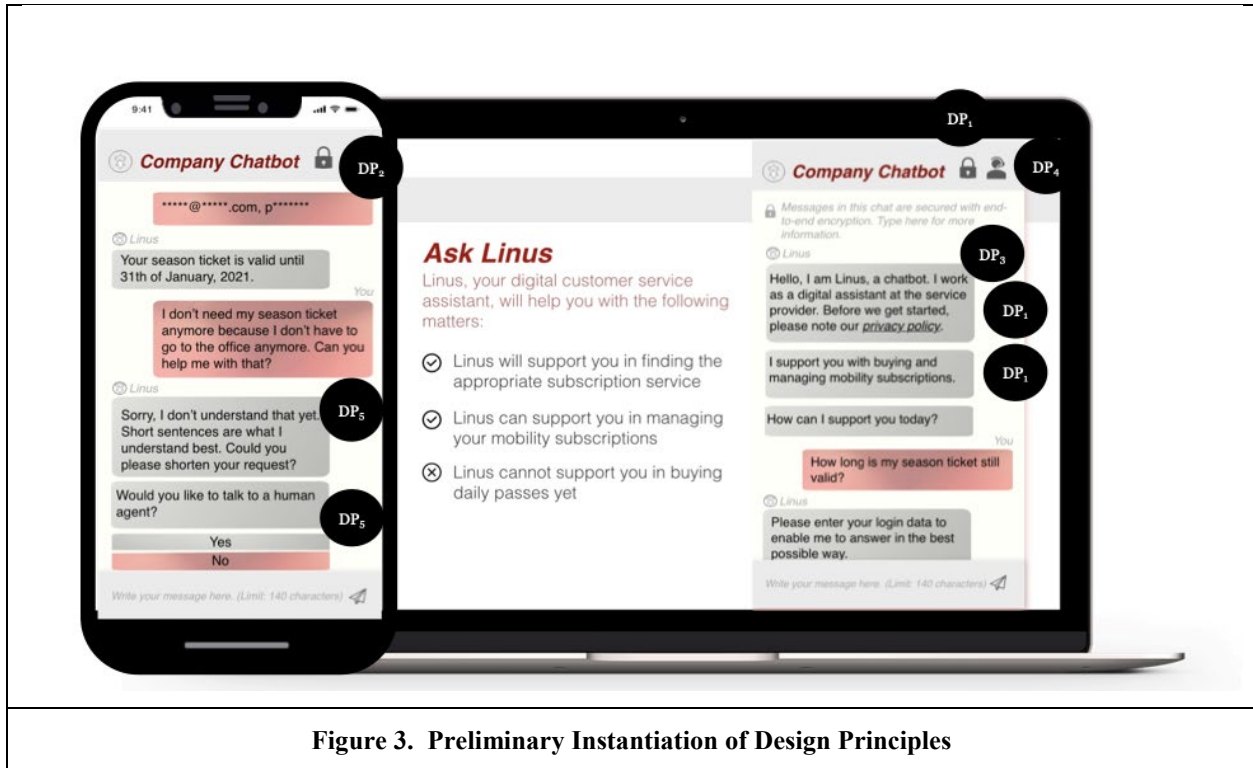 9:41
Company Chatbot
DP₂
*****@*****.com, p*******
Linus
Your season ticket is valid until
31th of January, 2021.
You
I don't need my season ticket
anymore because I don't have to
go to the office anymore. Can you
help me with that?
Linus
Sorry, I don't understand that yet.
Short sentences are what I
understand best. Could you
please shorten your request?
DP₅
Would you like to talk to a human
agent?
DP₅
Yes
No
Write your message here. (Limit: 140 characters)
Ask Linus
Linus, your digital customer service
assistant, will help you with the following
matters:
Linus will support you in finding the
appropriate subscription service
Linus can support you in managing
your mobility subscriptions
Linus cannot support you in buying
daily passes yet
DP₁
Company Chatbot
DP₄
Messages in this chat are secured with end-
to-end encryption. Type here for more
information.
Linus
DP₃
Hello, I am Linus, a chatbot. I work
as a digital assistant at the service
provider. Before we get started,
please note our privacy policy.
DP₁
I support you with buying and
managing mobility subscriptions.
DP₁
How can I support you today?
You
How long is my season ticket still
valid?
Linus
Please enter your login data to
enable me to answer in the best
possible way.
Write your message here. (Limit: 140 characters)
Figure 3. Preliminary Instantiation of Design Principles